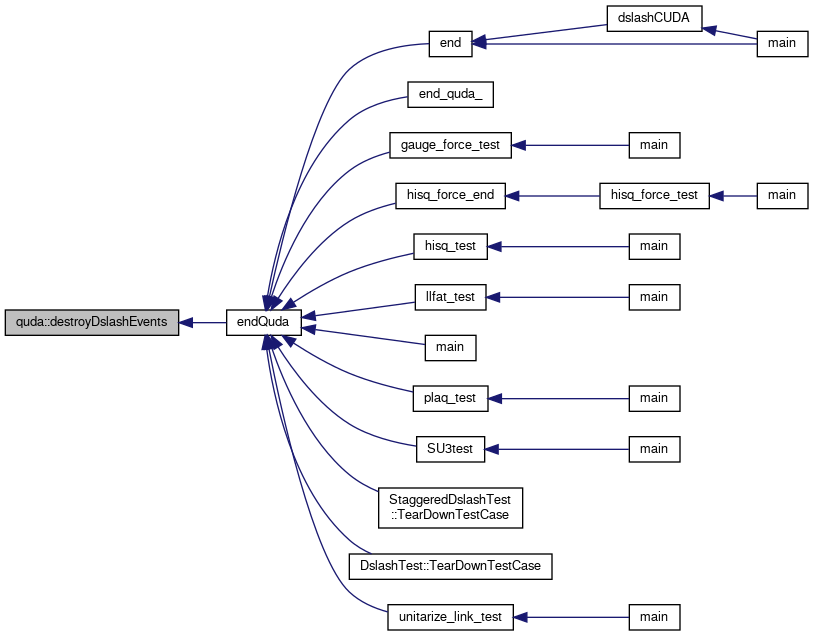 dslashCUDA
end
main
end_quda_
gauge_force_test
main
hisq_force_end
hisq_force_test
main
hisq_test
main
llfat_test
main
quda::destroyDslashEvents
endQuda
main
plaq_test
main
SU3test
main
StaggeredDslashTest
::TearDownTestCase
DslashTest::TearDownTestCase
unitarize_link_test
main